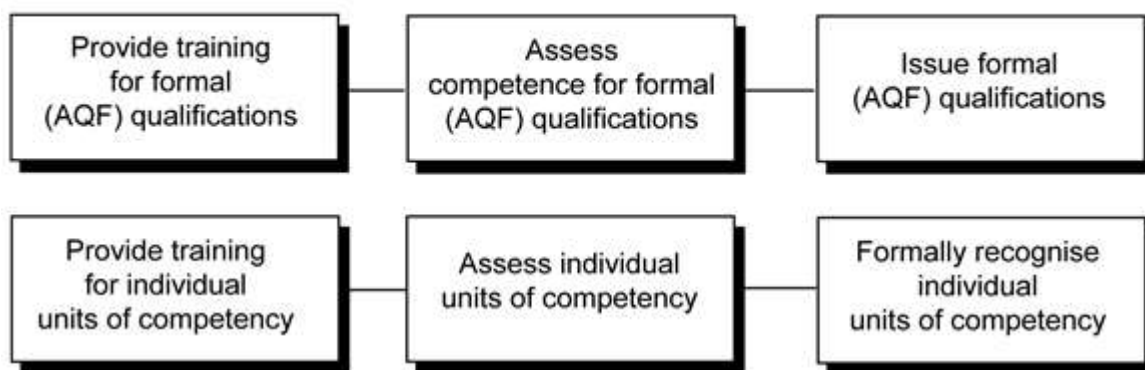 Provide training
for formal
(AQF) qualifications
Assess
competence for formal
(AQF) qualifications
Issue formal
(AQF) qualifications
Provide training
for individual
units of competency
Assess individual
units of competency
Formally recognise
individual
units of competency